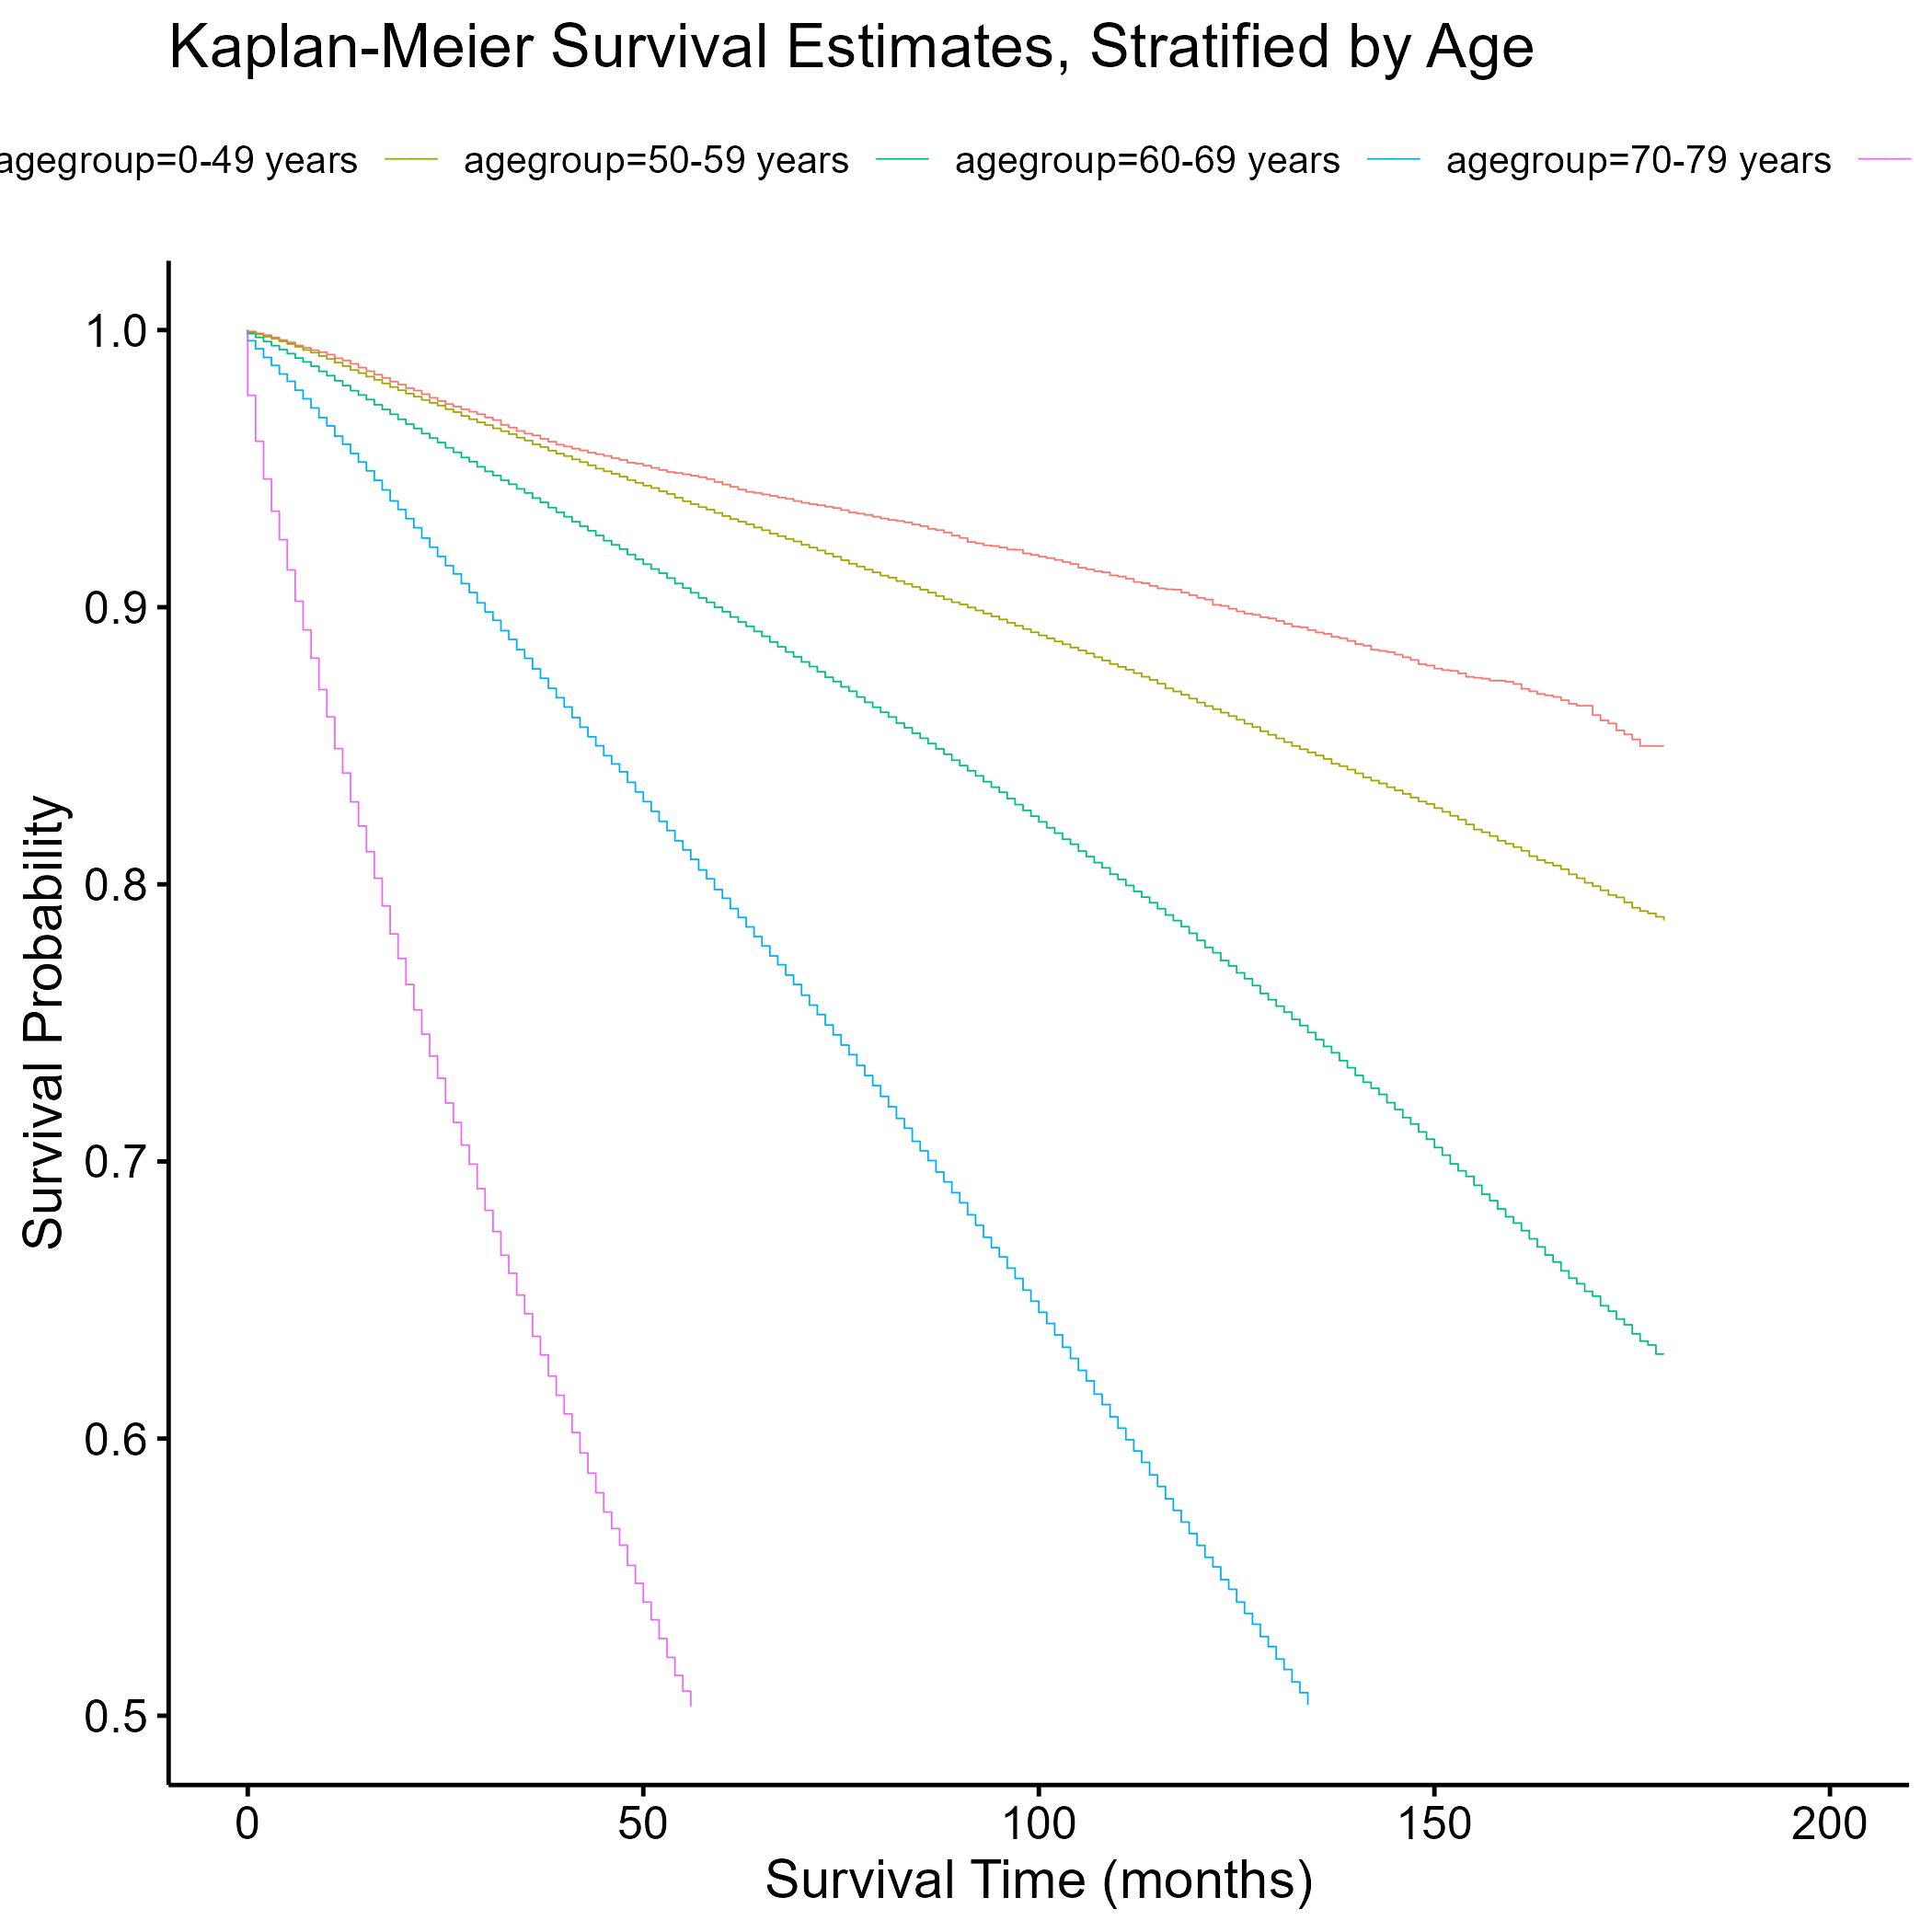 Kaplan-Meier Survival Estimates, Stratified by Age
agegroup=0-49 years agegroup=50-59 years agegroup=60-69 years agegroup=70-79 years
1.0
0.9
0.8
0.7
0.6
0.5
Survival Probability
0 50 100 150 200
Survival Time (months)